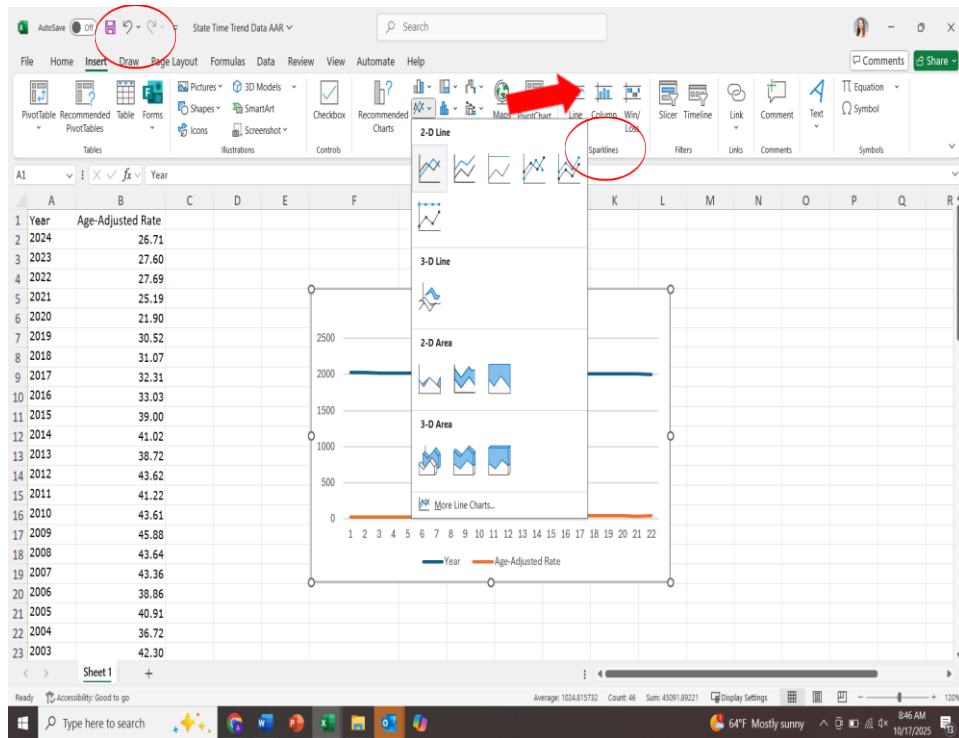 AutoSave Off State Time Trend Data AAR Search
File Home Insert Draw Page Layout Formulas Data Review View Automate Help Comments Share
PivotTable Recommended PivotTables Table Forms
Tables
Pictures Shapes Icons 3D Models SmartArt Screenshot
Illustrations
Checkbox
Controls
Recommended Charts
Maps PivotChart
Line Column Win/Loss
Sparklines
Slicer Timeline
Filters
Link
Links
Comment
Comments
Text
Equation
Symbol
Symbols
A1 fx Year
A B C D E F K L M N O P Q R
1 Year Age-Adjusted Rate
2 2024 26.71
3 2023 27.60
4 2022 27.69
5 2021 25.19
6 2020 21.90
7 2019 30.52
8 2018 31.07
9 2017 32.31
10 2016 33.03
11 2015 39.00
12 2014 41.02
13 2013 38.72
14 2012 43.62
15 2011 41.22
16 2010 43.61
17 2009 45.88
18 2008 43.64
19 2007 43.36
20 2006 38.86
21 2005 40.91
22 2004 36.72
23 2003 42.30
2-D Line
3-D Line
2-D Area
3-D Area
More Line Charts...
2500
2000
1500
1000
500
0
1 2 3 4 5 6 7 8 9 10 11 12 13 14 15 16 17 18 19 20 21 22
Year Age-Adjusted Rate
Sheet 1 +
Ready Accessibility: Good to go Average: 1024.815732 Count: 46 Sum: 45091.89221 Display Settings 120%
Type here to search 64°F Mostly sunny 8:46 AM
10/17/2025
13